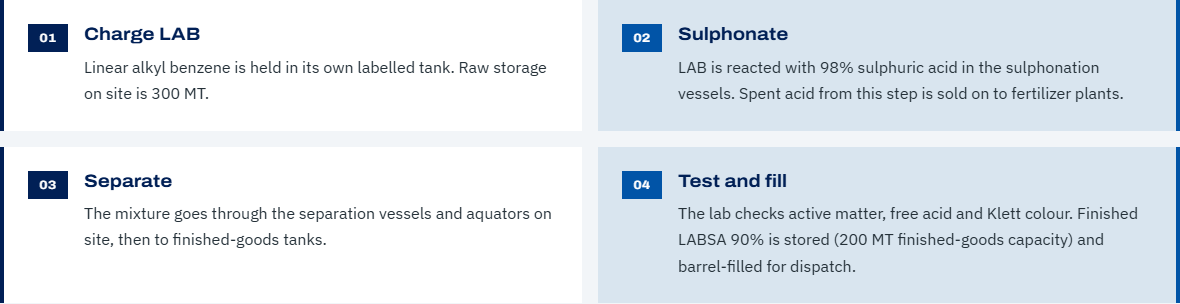 01
Charge LAB
Linear alkyl benzene is held in its own labelled tank. Raw storage
on site is 300 MT.
02
Sulphonate
LAB is reacted with 98% sulphuric acid in the sulphonation
vessels. Spent acid from this step is sold on to fertilizer plants.
03
Separate
The mixture goes through the separation vessels and aquators on
site, then to finished-goods tanks.
04
Test and fill
The lab checks active matter, free acid and Klett colour. Finished
LABSA 90% is stored (200 MT finished-goods capacity) and
barrel-filled for dispatch.